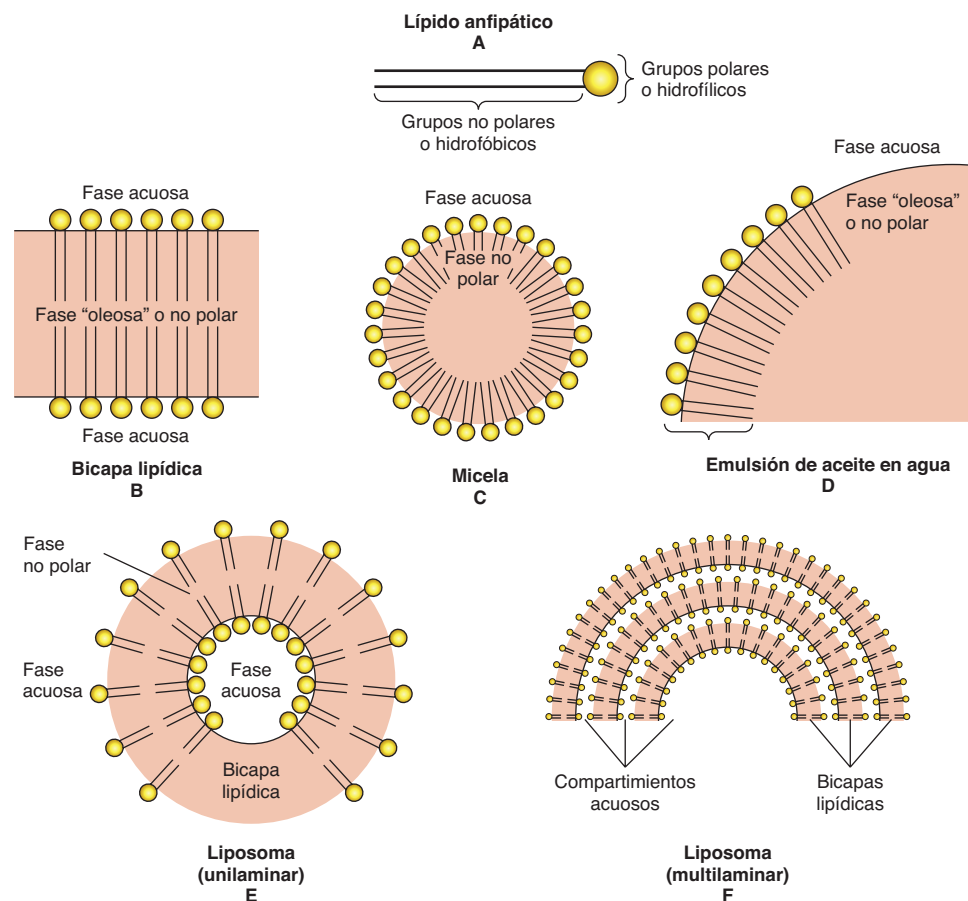 Lípido anfipático
A
Grupos polares
o hidrofílicos
Grupos no polares
o hidrofóbicos
Fase acuosa
Fase "oleosa" o no polar
Fase acuosa
Bicapa lipídica
B
Fase acuosa
Fase no
polar
Micela
C
Fase acuosa
Fase "oleosa"
o no polar
Emulsión de aceite en agua
D
Fase
no polar
Fase
acuosa
Fase
acuosa
Bicapa
lipídica
Liposoma
(unilaminar)
E
Compartimientos
acuosos
Bicapas
lipídicas
Liposoma
(multilaminar)
F